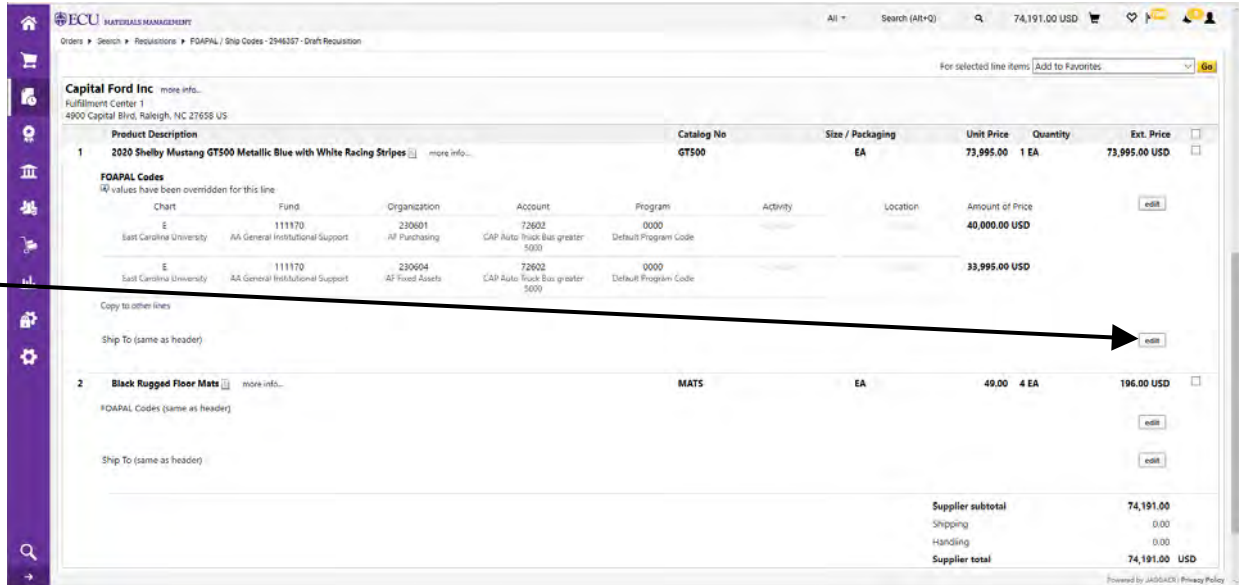 ECU MATERIALS MANAGEMENT All Search (Alt+Q) 74,191.00 USD
Orders Search Requisitions FOAPAL / Ship Codes - 2946357 - Draft Requisition
For selected line items Add to Favorites Go
Capital Ford Inc more info...
Fulfillment Center 1
4900 Capital Blvd, Raleigh, NC 27658 US
Product Description Catalog No Size / Packaging Unit Price Quantity Ext. Price
1 2020 Shelby Mustang GT500 Metallic Blue with White Racing Stripes more info... GT500 EA 73,995.00 1 EA 73,995.00 USD
FOAPAL Codes
values have been overridden for this line
Chart Fund Organization Account Program Activity Location Amount of Price edit
E 111170 230601 72602 0000 40,000.00 USD
East Carolina University AA General Institutional Support AF Purchasing CAP Auto Truck Bus greater Default Program Code
5000
E 111170 230604 72602 0000 33,995.00 USD
East Carolina University AA General Institutional Support AF Fixed Assets CAP Auto Truck Bus greater Default Program Code
5000
Copy to other lines
Ship To (same as header) edit
2 Black Rugged Floor Mats more info... MATS EA 49.00 4 EA 196.00 USD
FOAPAL Codes (same as header)
edit
Ship To (same as header) edit
Supplier subtotal 74,191.00
Shipping 0.00
Handling 0.00
Supplier total 74,191.00 USD
Powered by JAGGAER | Privacy Policy